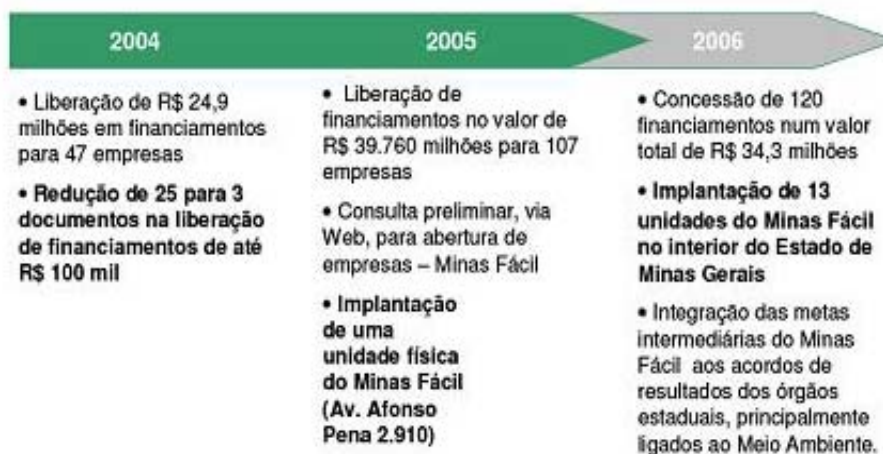 2004
2005
2006
• Liberação de R$ 24,9
milhões em financiamentos
para 47 empresas
• Redução de 25 para 3
documentos na liberação
de financiamentos de até
R$ 100 mil
• Liberação de
financiamentos no valor de
R$ 39.760 milhões para 107
empresas
• Consulta preliminar, via
Web, para abertura de
empresas – Minas Fácil
• Implantação
de uma
unidade física
do Minas Fácil
(Av. Afonso
Pena 2.910)
• Concessão de 120
financiamentos num valor
total de R$ 34,3 milhões
• Implantação de 13
unidades do Minas Fácil
no interior do Estado de
Minas Gerais
• Integração das metas
intermediárias do Minas
Fácil aos acordos de
resultados dos órgãos
estaduais, principalmente
ligados ao Meio Ambiente.